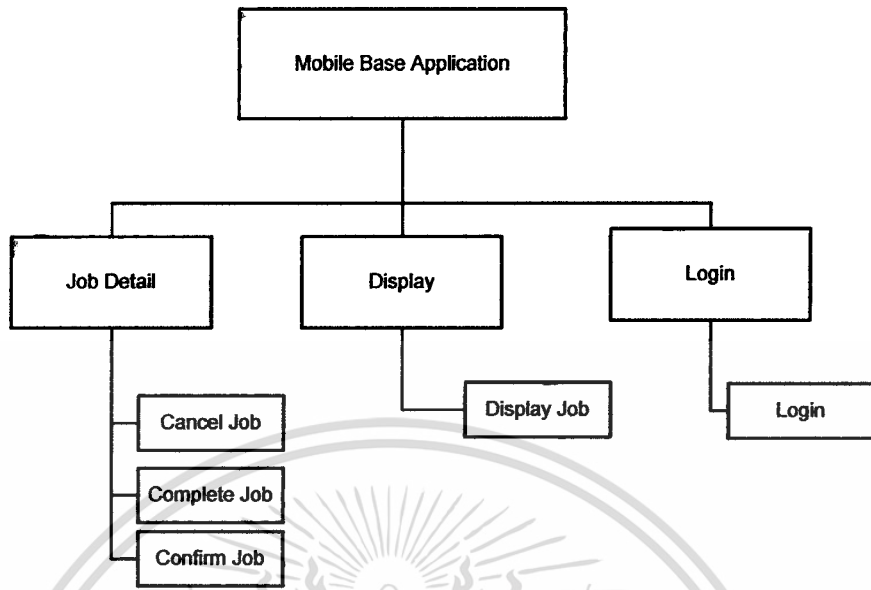 Mobile Base Application
Job Detail
Display
Login
Cancel Job
Display Job
Login
Complete Job
Confirm Job